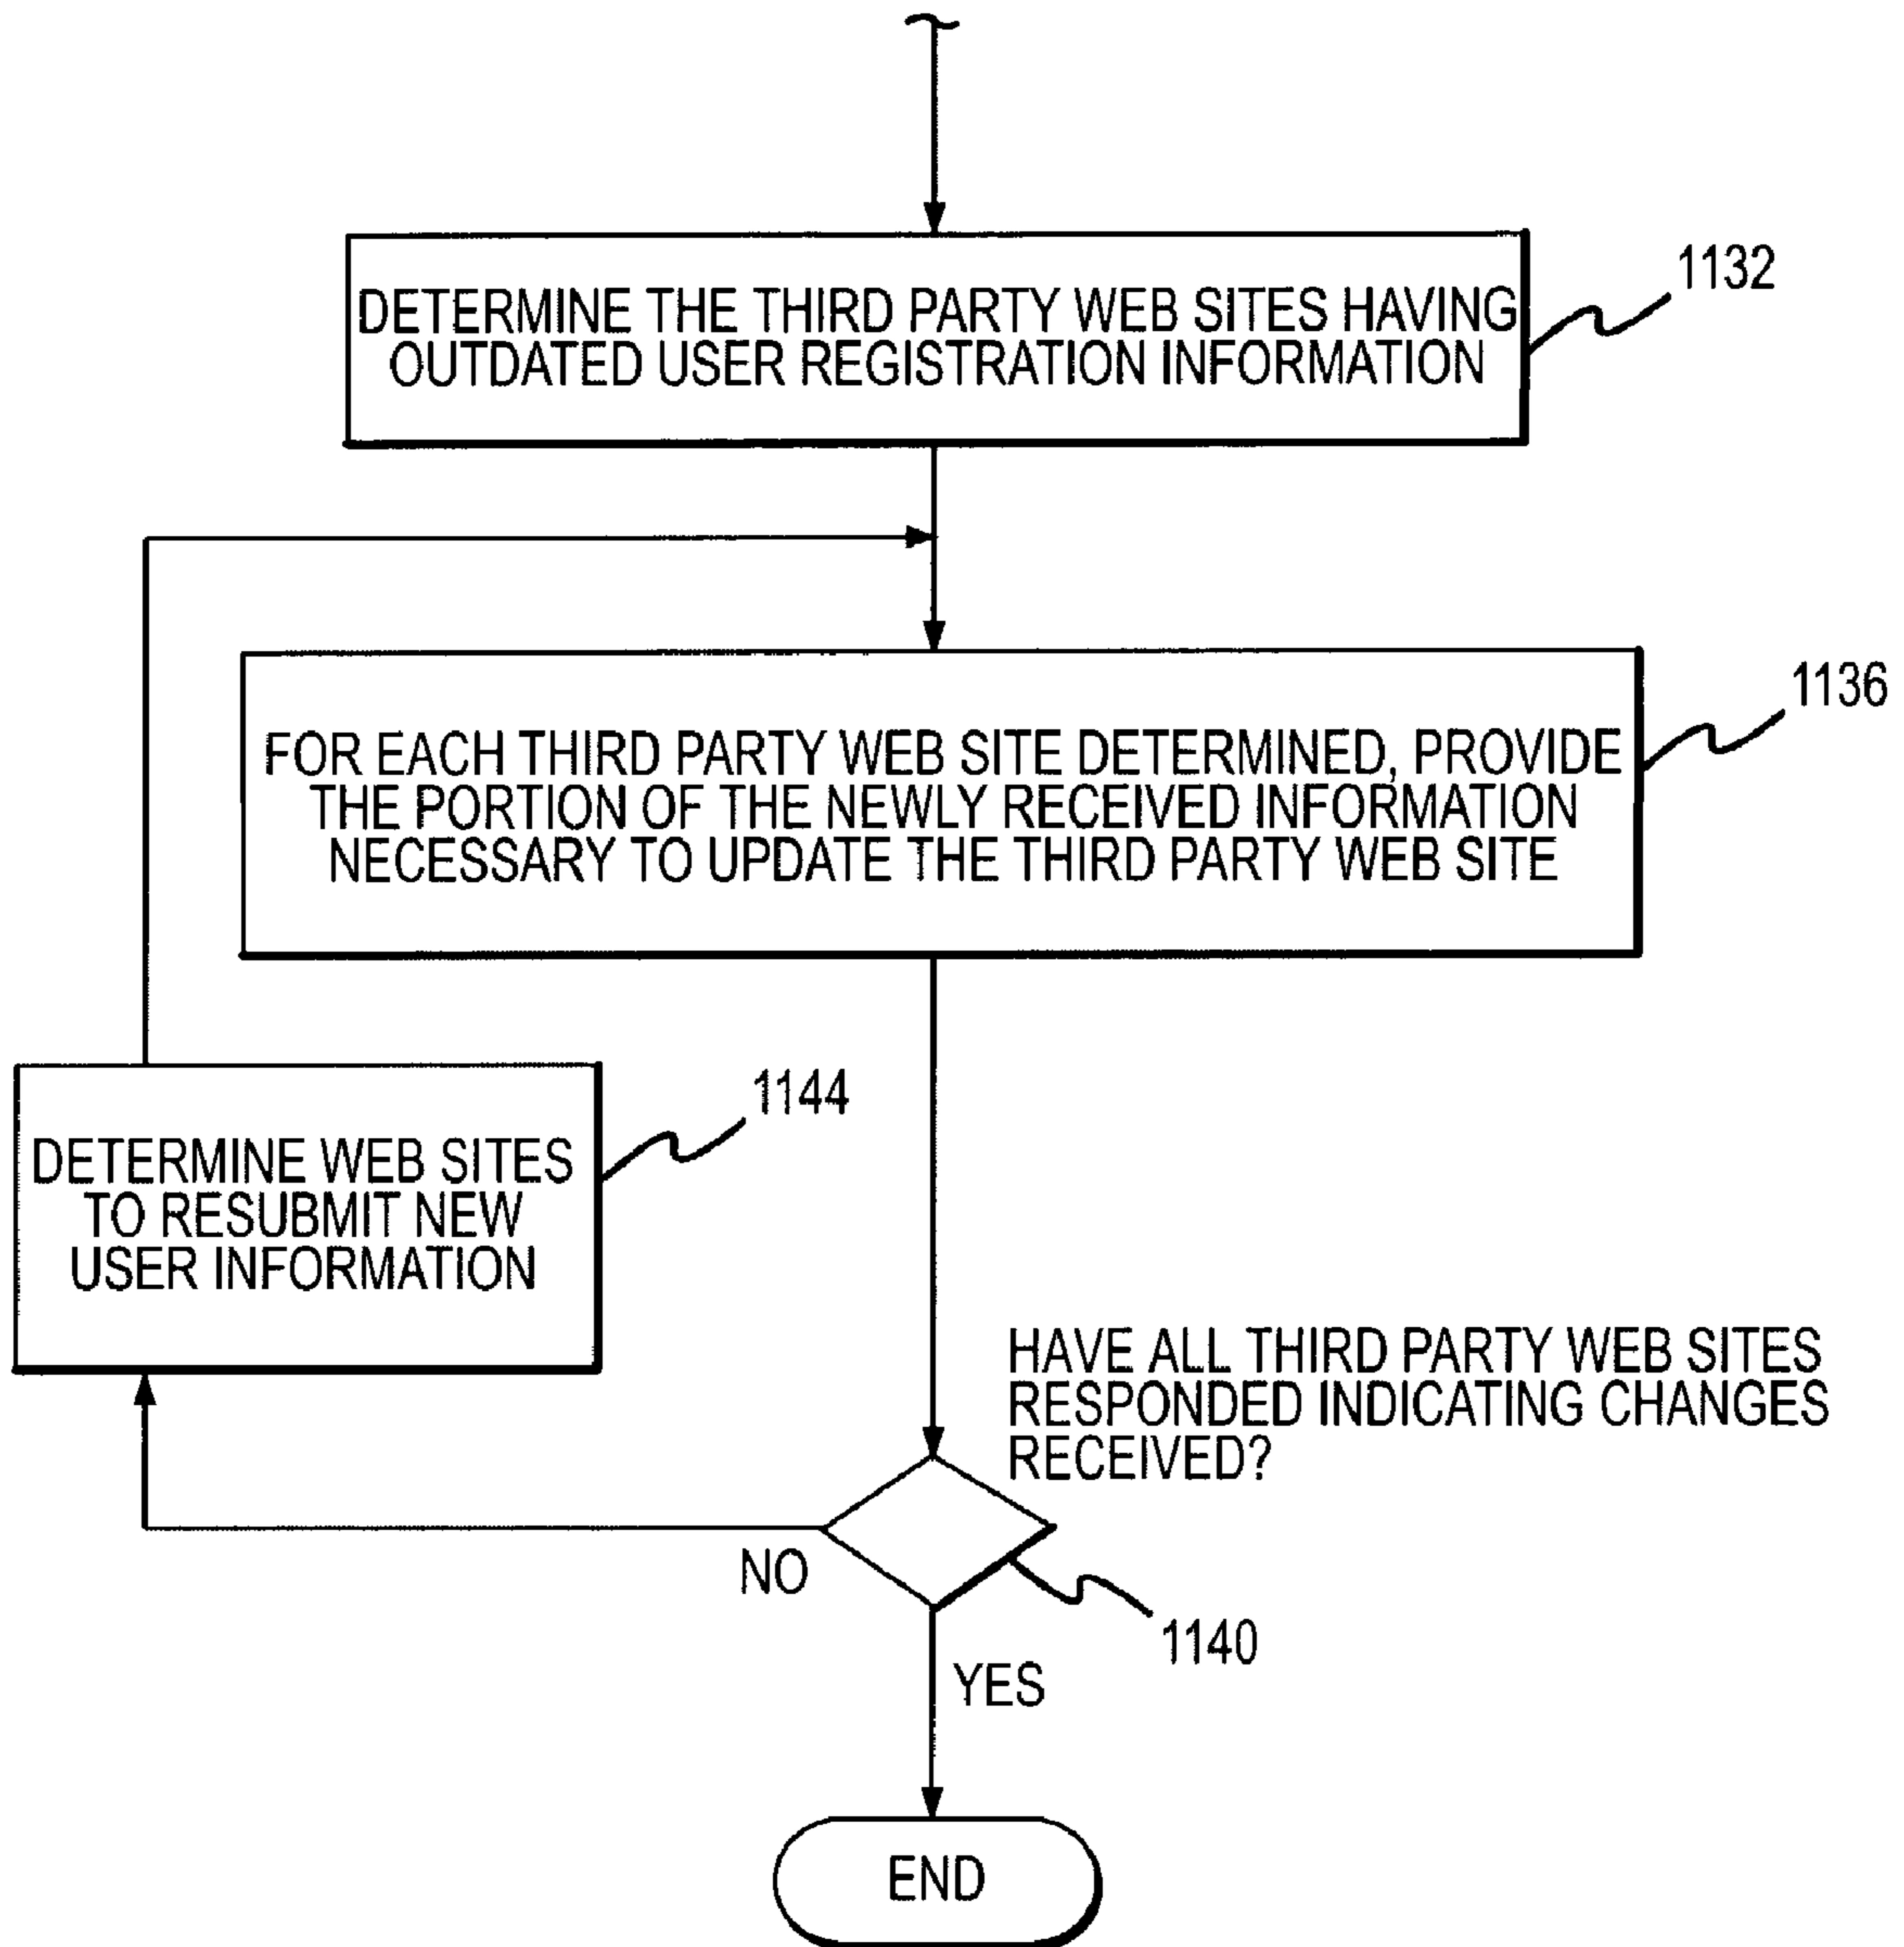 DETERMINE THE THIRD PARTY WEB SITES HAVING
OUTDATED USER REGISTRATION INFORMATION
1132
FOR EACH THIRD PARTY WEB SITE DETERMINED, PROVIDE
THE PORTION OF THE NEWLY RECEIVED INFORMATION
NECESSARY TO UPDATE THE THIRD PARTY WEB SITE
1136
DETERMINE WEB SITES
TO RESUBMIT NEW
USER INFORMATION
1144
HAVE ALL THIRD PARTY WEB SITES
RESPONDED INDICATING CHANGES
RECEIVED?
NO
1140
YES
END